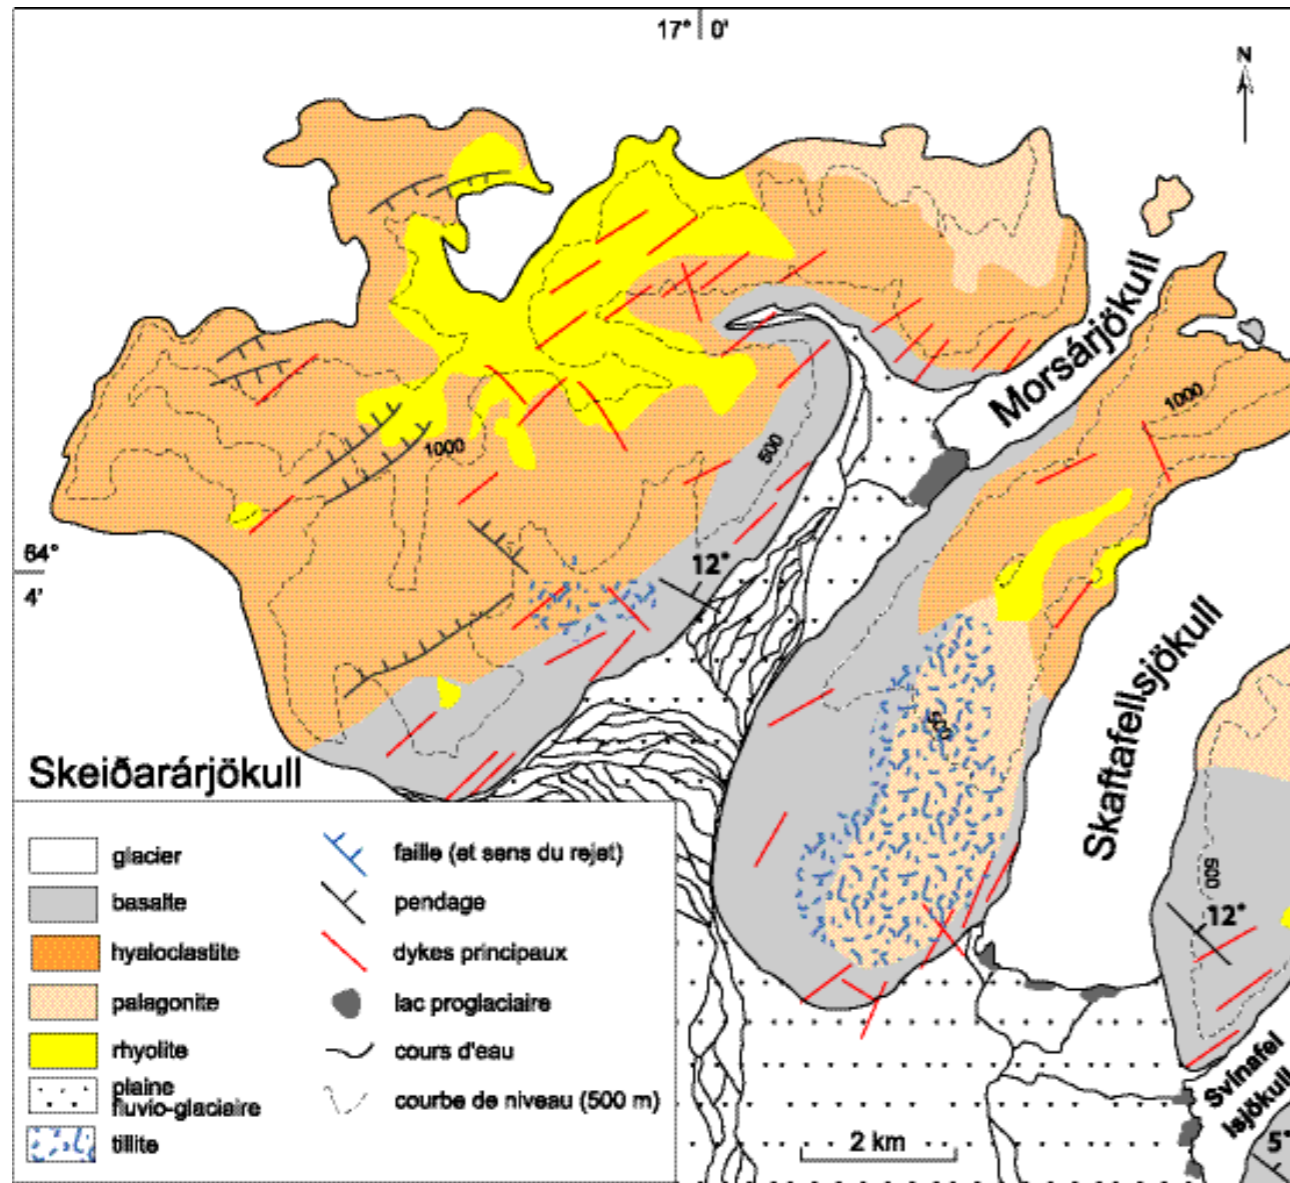 17° 0'
N
Morsárjökull
1000
1000
500
64°
4'
12°
Skaftafellsjökull
500
Skeiðarárjökull
500
12°
glacier
basalte
hyaloclastite
palagonite
rhyolite
plaine
fluvio-glaciaire
tillite
faille (et sens du rejet)
pendage
dykes principaux
lac proglaciaire
cours d'eau
courbe de niveau (500 m)
2 km
Svínafel
lsjökull
5°